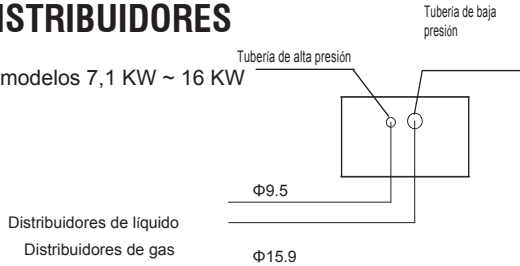 ISTRIBUIDORES
Tubería de baja
presión
Tubería de alta presión
modelos 7,1 KW ~ 16 KW
Φ9.5
Distribuidores de líquido
Distribuidores de gas
Φ15.9